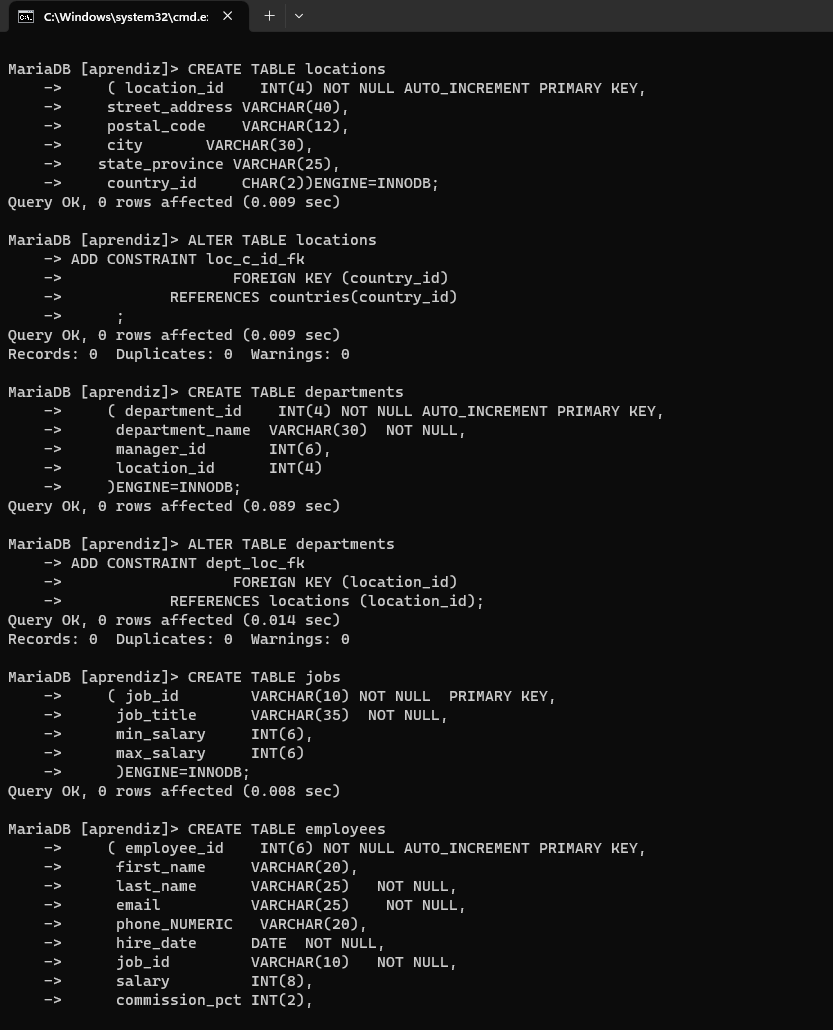 C:\Windows\system32\cmd.e:
MariaDB [aprendiz]> CREATE TABLE locations
    ->     ( location_id    INT(4) NOT NULL AUTO_INCREMENT PRIMARY KEY,
    ->     street_address VARCHAR(40),
    ->     postal_code    VARCHAR(12),
    ->     city       VARCHAR(30),
    ->    state_province VARCHAR(25),
    ->     country_id     CHAR(2))ENGINE=INNODB;
Query OK, 0 rows affected (0.009 sec)

MariaDB [aprendiz]> ALTER TABLE locations
    -> ADD CONSTRAINT loc_c_id_fk
    ->                   FOREIGN KEY (country_id)
    ->            REFERENCES countries(country_id)
    ->      ;
Query OK, 0 rows affected (0.009 sec)
Records: 0  Duplicates: 0  Warnings: 0

MariaDB [aprendiz]> CREATE TABLE departments
    ->     ( department_id    INT(4) NOT NULL AUTO_INCREMENT PRIMARY KEY,
    ->      department_name  VARCHAR(30)  NOT NULL,
    ->      manager_id       INT(6),
    ->      location_id      INT(4)
    ->     )ENGINE=INNODB;
Query OK, 0 rows affected (0.089 sec)

MariaDB [aprendiz]> ALTER TABLE departments
    -> ADD CONSTRAINT dept_loc_fk
    ->                   FOREIGN KEY (location_id)
    ->            REFERENCES locations (location_id);
Query OK, 0 rows affected (0.014 sec)
Records: 0  Duplicates: 0  Warnings: 0

MariaDB [aprendiz]> CREATE TABLE jobs
    ->     ( job_id        VARCHAR(10) NOT NULL  PRIMARY KEY,
    ->      job_title      VARCHAR(35)  NOT NULL,
    ->      min_salary     INT(6),
    ->      max_salary     INT(6)
    ->      )ENGINE=INNODB;
Query OK, 0 rows affected (0.008 sec)

MariaDB [aprendiz]> CREATE TABLE employees
    ->     ( employee_id    INT(6) NOT NULL AUTO_INCREMENT PRIMARY KEY,
    ->      first_name     VARCHAR(20),
    ->      last_name      VARCHAR(25)   NOT NULL,
    ->      email          VARCHAR(25)    NOT NULL,
    ->      phone_NUMERIC   VARCHAR(20),
    ->      hire_date      DATE  NOT NULL,
    ->      job_id         VARCHAR(10)   NOT NULL,
    ->      salary         INT(8),
    ->      commission_pct INT(2),